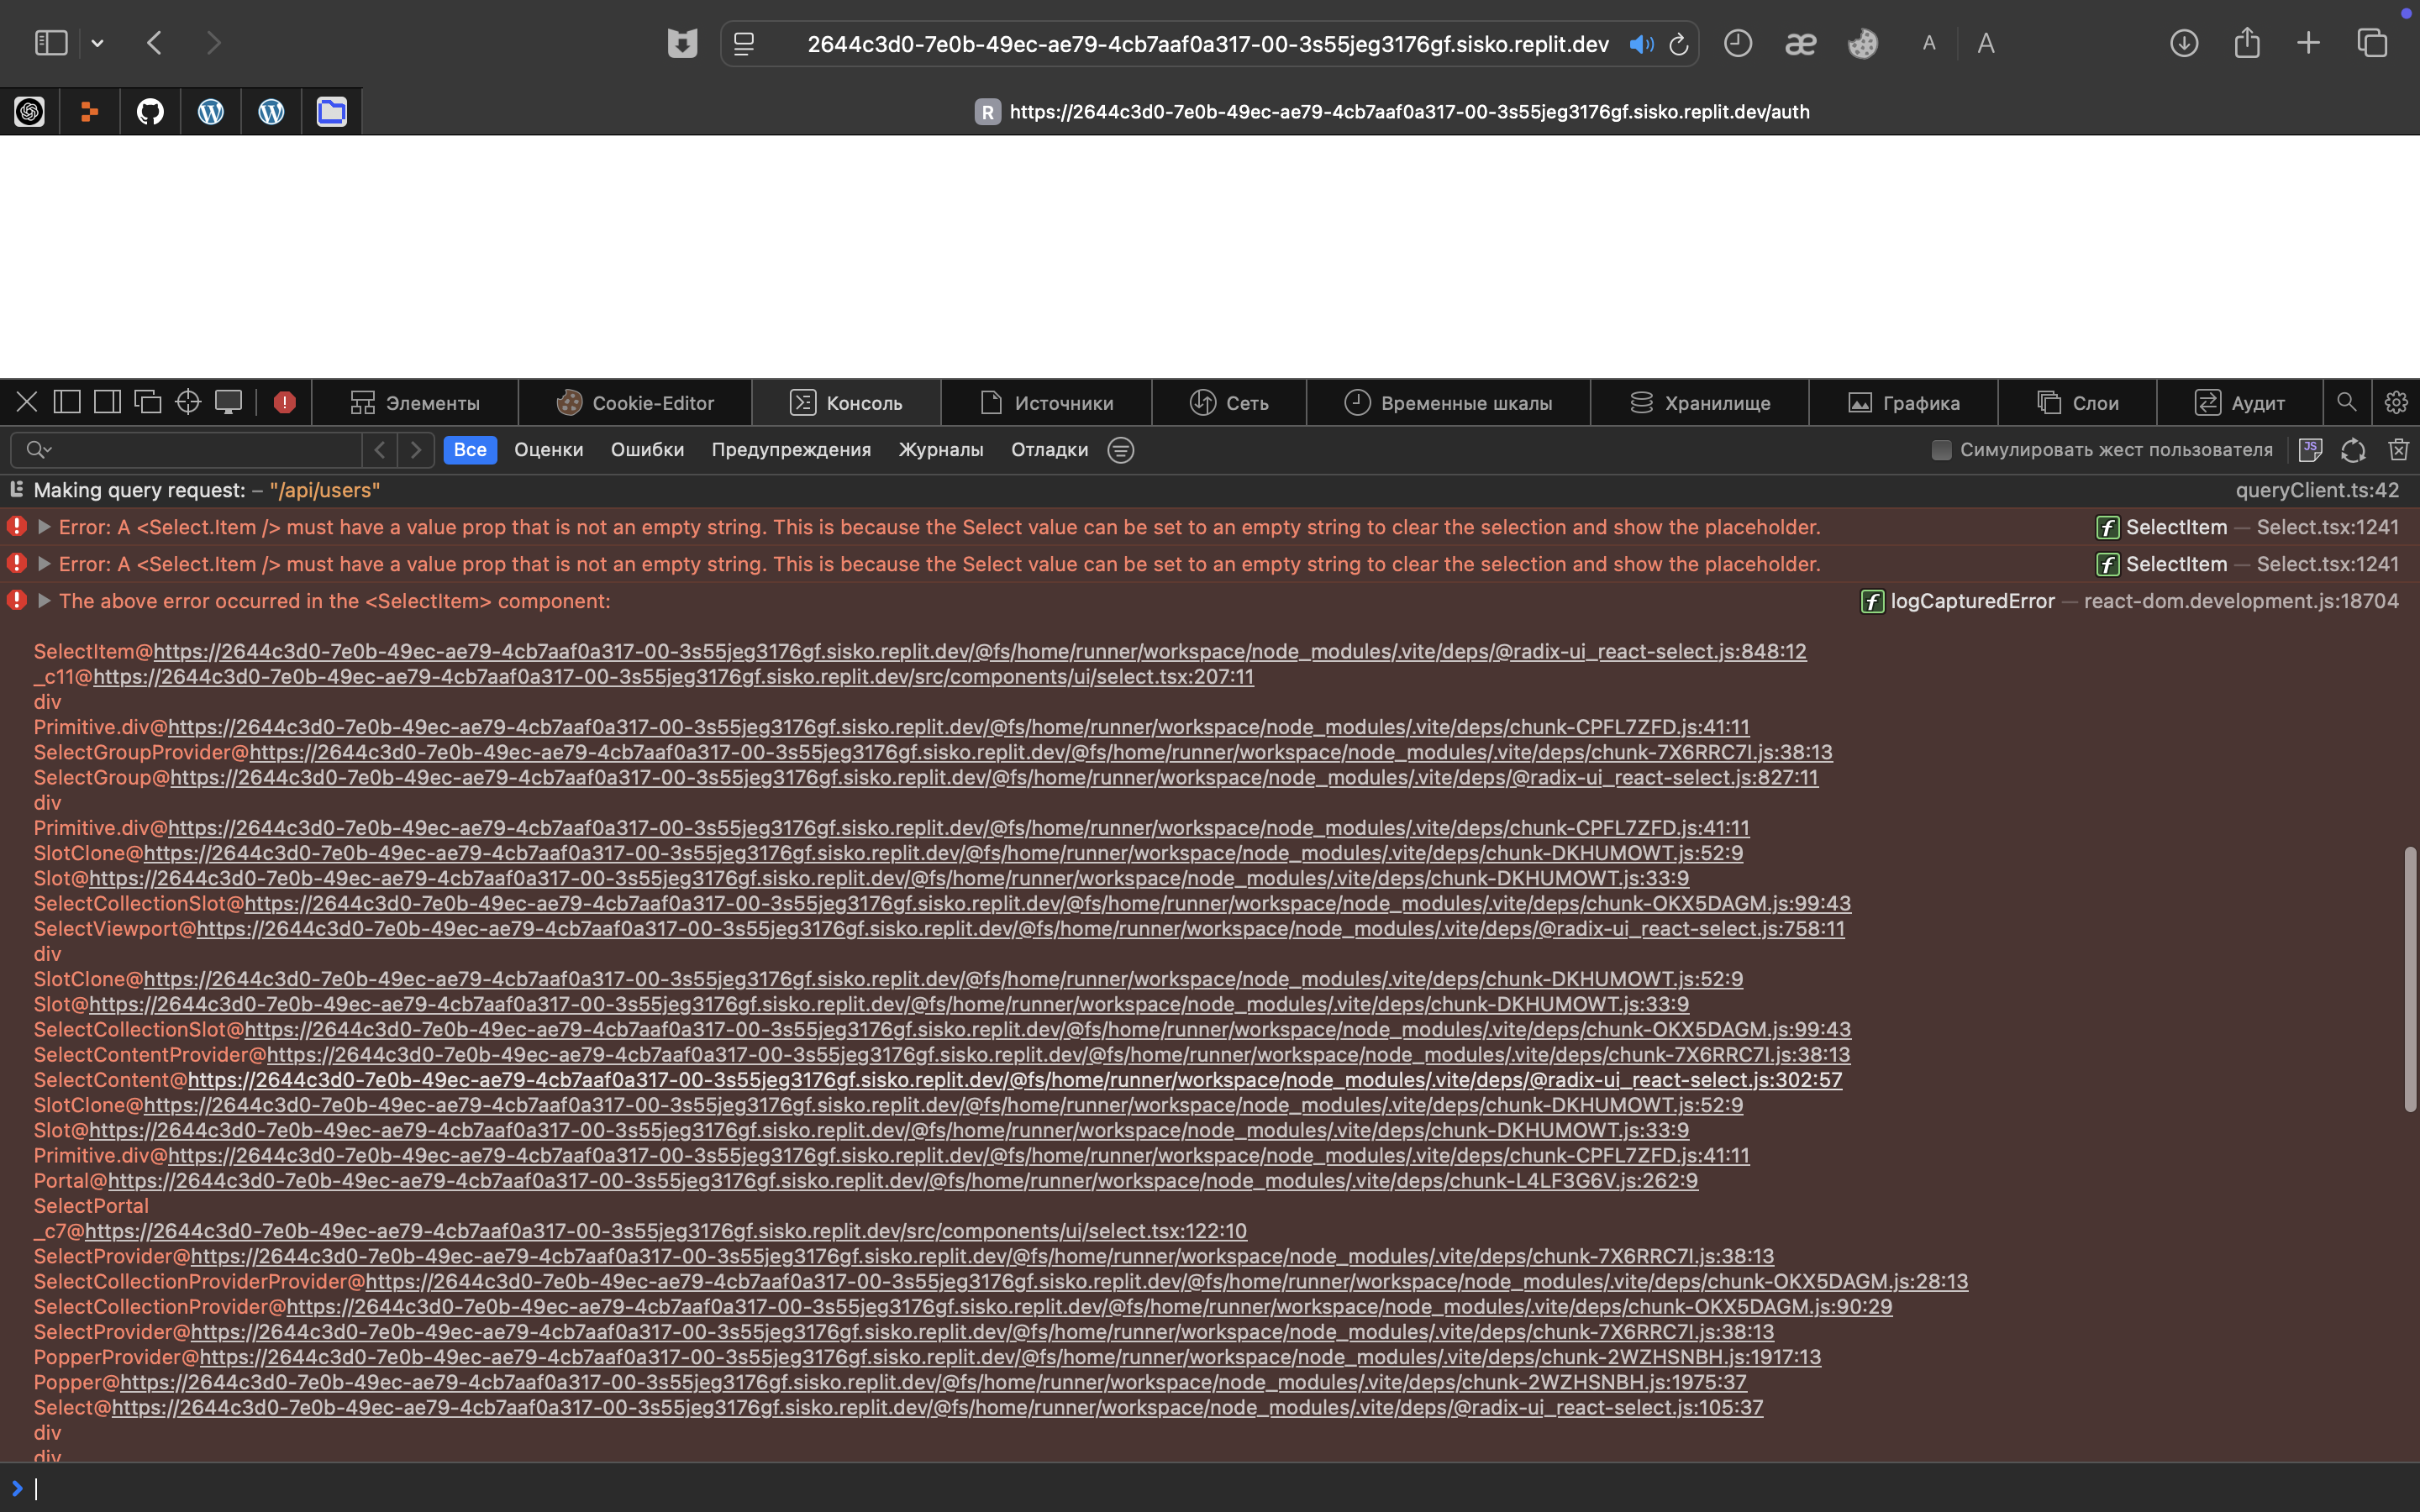 2644c3d0-7e0b-49ec-ae79-4cb7aaf0a317-00-3s55jeg3176gf.sisko.replit.dev
æ
A A
R https://2644c3d0-7e0b-49ec-ae79-4cb7aaf0a317-00-3s55jeg3176gf.sisko.replit.dev/auth
Элементы Cookie-Editor Консоль Источники Сеть Временные шкалы Хранилище Графика Слои Аудит
Все Оценки Ошибки Предупреждения Журналы Отладки Симулировать жест пользователя JS
Making query request: – "/api/users" queryClient.ts:42
Error: A <Select.Item /> must have a value prop that is not an empty string. This is because the Select value can be set to an empty string to clear the selection and show the placeholder. f SelectItem — Select.tsx:1241
Error: A <Select.Item /> must have a value prop that is not an empty string. This is because the Select value can be set to an empty string to clear the selection and show the placeholder. f SelectItem — Select.tsx:1241
The above error occurred in the <SelectItem> component: f logCapturedError — react-dom.development.js:18704
SelectItem@https://2644c3d0-7e0b-49ec-ae79-4cb7aaf0a317-00-3s55jeg3176gf.sisko.replit.dev/@fs/home/runner/workspace/node_modules/.vite/deps/@radix-ui_react-select.js:848:12
_c11@https://2644c3d0-7e0b-49ec-ae79-4cb7aaf0a317-00-3s55jeg3176gf.sisko.replit.dev/src/components/ui/select.tsx:207:11
div
Primitive.div@https://2644c3d0-7e0b-49ec-ae79-4cb7aaf0a317-00-3s55jeg3176gf.sisko.replit.dev/@fs/home/runner/workspace/node_modules/.vite/deps/chunk-CPFL7ZFD.js:41:11
SelectGroupProvider@https://2644c3d0-7e0b-49ec-ae79-4cb7aaf0a317-00-3s55jeg3176gf.sisko.replit.dev/@fs/home/runner/workspace/node_modules/.vite/deps/chunk-7X6RRC7I.js:38:13
SelectGroup@https://2644c3d0-7e0b-49ec-ae79-4cb7aaf0a317-00-3s55jeg3176gf.sisko.replit.dev/@fs/home/runner/workspace/node_modules/.vite/deps/@radix-ui_react-select.js:827:11
div
Primitive.div@https://2644c3d0-7e0b-49ec-ae79-4cb7aaf0a317-00-3s55jeg3176gf.sisko.replit.dev/@fs/home/runner/workspace/node_modules/.vite/deps/chunk-CPFL7ZFD.js:41:11
SlotClone@https://2644c3d0-7e0b-49ec-ae79-4cb7aaf0a317-00-3s55jeg3176gf.sisko.replit.dev/@fs/home/runner/workspace/node_modules/.vite/deps/chunk-DKHUMOWT.js:52:9
Slot@https://2644c3d0-7e0b-49ec-ae79-4cb7aaf0a317-00-3s55jeg3176gf.sisko.replit.dev/@fs/home/runner/workspace/node_modules/.vite/deps/chunk-DKHUMOWT.js:33:9
SelectCollectionSlot@https://2644c3d0-7e0b-49ec-ae79-4cb7aaf0a317-00-3s55jeg3176gf.sisko.replit.dev/@fs/home/runner/workspace/node_modules/.vite/deps/chunk-OKX5DAGM.js:99:43
SelectViewport@https://2644c3d0-7e0b-49ec-ae79-4cb7aaf0a317-00-3s55jeg3176gf.sisko.replit.dev/@fs/home/runner/workspace/node_modules/.vite/deps/@radix-ui_react-select.js:758:11
div
SlotClone@https://2644c3d0-7e0b-49ec-ae79-4cb7aaf0a317-00-3s55jeg3176gf.sisko.replit.dev/@fs/home/runner/workspace/node_modules/.vite/deps/chunk-DKHUMOWT.js:52:9
Slot@https://2644c3d0-7e0b-49ec-ae79-4cb7aaf0a317-00-3s55jeg3176gf.sisko.replit.dev/@fs/home/runner/workspace/node_modules/.vite/deps/chunk-DKHUMOWT.js:33:9
SelectCollectionSlot@https://2644c3d0-7e0b-49ec-ae79-4cb7aaf0a317-00-3s55jeg3176gf.sisko.replit.dev/@fs/home/runner/workspace/node_modules/.vite/deps/chunk-OKX5DAGM.js:99:43
SelectContentProvider@https://2644c3d0-7e0b-49ec-ae79-4cb7aaf0a317-00-3s55jeg3176gf.sisko.replit.dev/@fs/home/runner/workspace/node_modules/.vite/deps/chunk-7X6RRC7I.js:38:13
SelectContent@https://2644c3d0-7e0b-49ec-ae79-4cb7aaf0a317-00-3s55jeg3176gf.sisko.replit.dev/@fs/home/runner/workspace/node_modules/.vite/deps/@radix-ui_react-select.js:302:57
SlotClone@https://2644c3d0-7e0b-49ec-ae79-4cb7aaf0a317-00-3s55jeg3176gf.sisko.replit.dev/@fs/home/runner/workspace/node_modules/.vite/deps/chunk-DKHUMOWT.js:52:9
Slot@https://2644c3d0-7e0b-49ec-ae79-4cb7aaf0a317-00-3s55jeg3176gf.sisko.replit.dev/@fs/home/runner/workspace/node_modules/.vite/deps/chunk-DKHUMOWT.js:33:9
Primitive.div@https://2644c3d0-7e0b-49ec-ae79-4cb7aaf0a317-00-3s55jeg3176gf.sisko.replit.dev/@fs/home/runner/workspace/node_modules/.vite/deps/chunk-CPFL7ZFD.js:41:11
Portal@https://2644c3d0-7e0b-49ec-ae79-4cb7aaf0a317-00-3s55jeg3176gf.sisko.replit.dev/@fs/home/runner/workspace/node_modules/.vite/deps/chunk-L4LF3G6V.js:262:9
SelectPortal
_c7@https://2644c3d0-7e0b-49ec-ae79-4cb7aaf0a317-00-3s55jeg3176gf.sisko.replit.dev/src/components/ui/select.tsx:122:10
SelectProvider@https://2644c3d0-7e0b-49ec-ae79-4cb7aaf0a317-00-3s55jeg3176gf.sisko.replit.dev/@fs/home/runner/workspace/node_modules/.vite/deps/chunk-7X6RRC7I.js:38:13
SelectCollectionProviderProvider@https://2644c3d0-7e0b-49ec-ae79-4cb7aaf0a317-00-3s55jeg3176gf.sisko.replit.dev/@fs/home/runner/workspace/node_modules/.vite/deps/chunk-OKX5DAGM.js:28:13
SelectCollectionProvider@https://2644c3d0-7e0b-49ec-ae79-4cb7aaf0a317-00-3s55jeg3176gf.sisko.replit.dev/@fs/home/runner/workspace/node_modules/.vite/deps/chunk-OKX5DAGM.js:90:29
SelectProvider@https://2644c3d0-7e0b-49ec-ae79-4cb7aaf0a317-00-3s55jeg3176gf.sisko.replit.dev/@fs/home/runner/workspace/node_modules/.vite/deps/chunk-7X6RRC7I.js:38:13
PopperProvider@https://2644c3d0-7e0b-49ec-ae79-4cb7aaf0a317-00-3s55jeg3176gf.sisko.replit.dev/@fs/home/runner/workspace/node_modules/.vite/deps/chunk-2WZHSNBH.js:1917:13
Popper@https://2644c3d0-7e0b-49ec-ae79-4cb7aaf0a317-00-3s55jeg3176gf.sisko.replit.dev/@fs/home/runner/workspace/node_modules/.vite/deps/chunk-2WZHSNBH.js:1975:37
Select@https://2644c3d0-7e0b-49ec-ae79-4cb7aaf0a317-00-3s55jeg3176gf.sisko.replit.dev/@fs/home/runner/workspace/node_modules/.vite/deps/@radix-ui_react-select.js:105:37
div
div